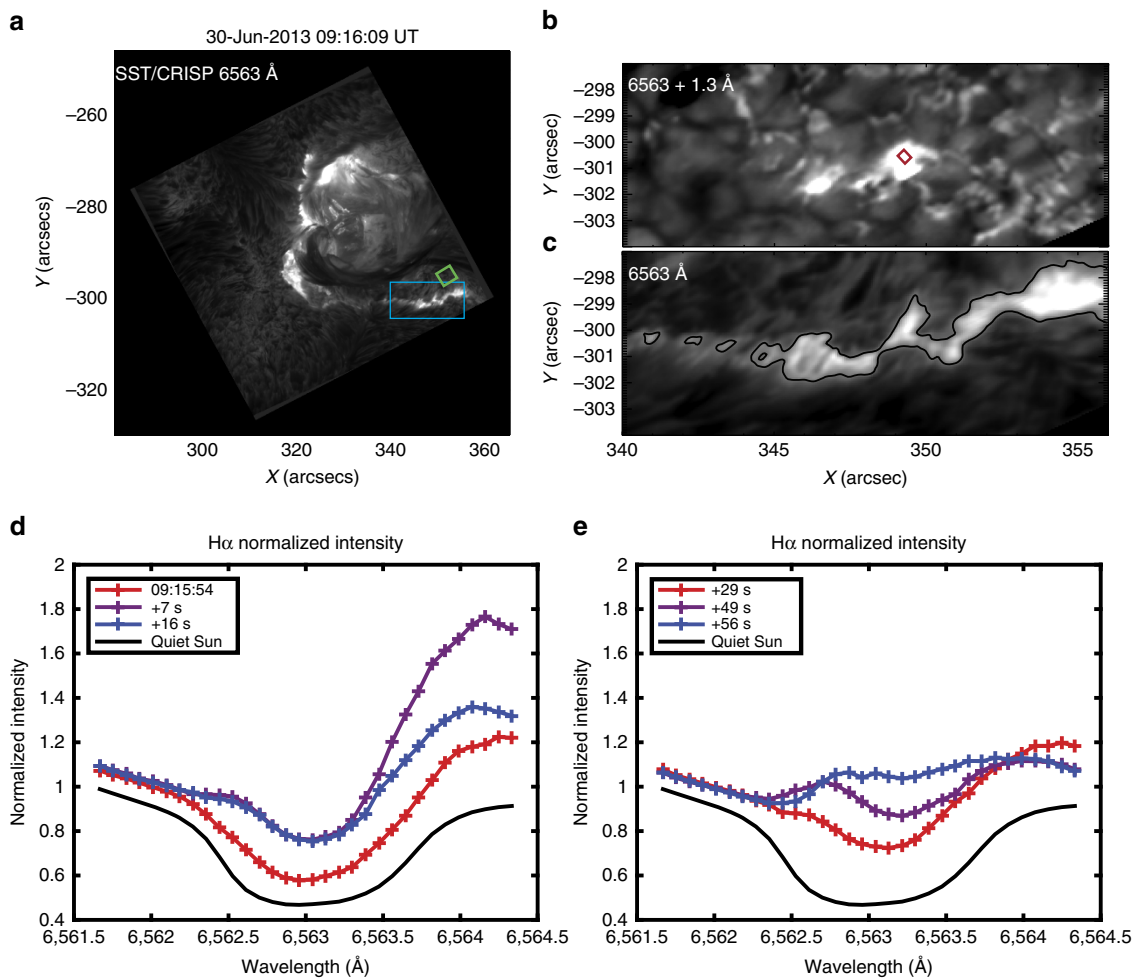 a
30-Jun-2013 09:16:09 UT
SST/CRISP 6563 Å
−260
−280
−300
−320
Y (arcsecs)
300
320
340
360
X (arcsecs)
b
6563 + 1.3 Å
−298
−299
−300
−301
−302
−303
Y (arcsec)
c
6563 Å
−298
−299
−300
−301
−302
−303
Y (arcsec)
340
345
350
355
X (arcsec)
d
Hα normalized intensity
09:15:54
+7 s
+16 s
Quiet Sun
2
1.8
1.6
1.4
1.2
1
0.8
0.6
0.4
Normalized intensity
6,561.5
6,562
6,562.5
6,563
6,563.5
6,564
6,564.5
Wavelength (Å)
e
Hα normalized intensity
+29 s
+49 s
+56 s
Quiet Sun
2
1.8
1.6
1.4
1.2
1
0.8
0.6
0.4
Normalized intensity
6,561.5
6,562
6,562.5
6,563
6,563.5
6,564
6,564.5
Wavelength (Å)